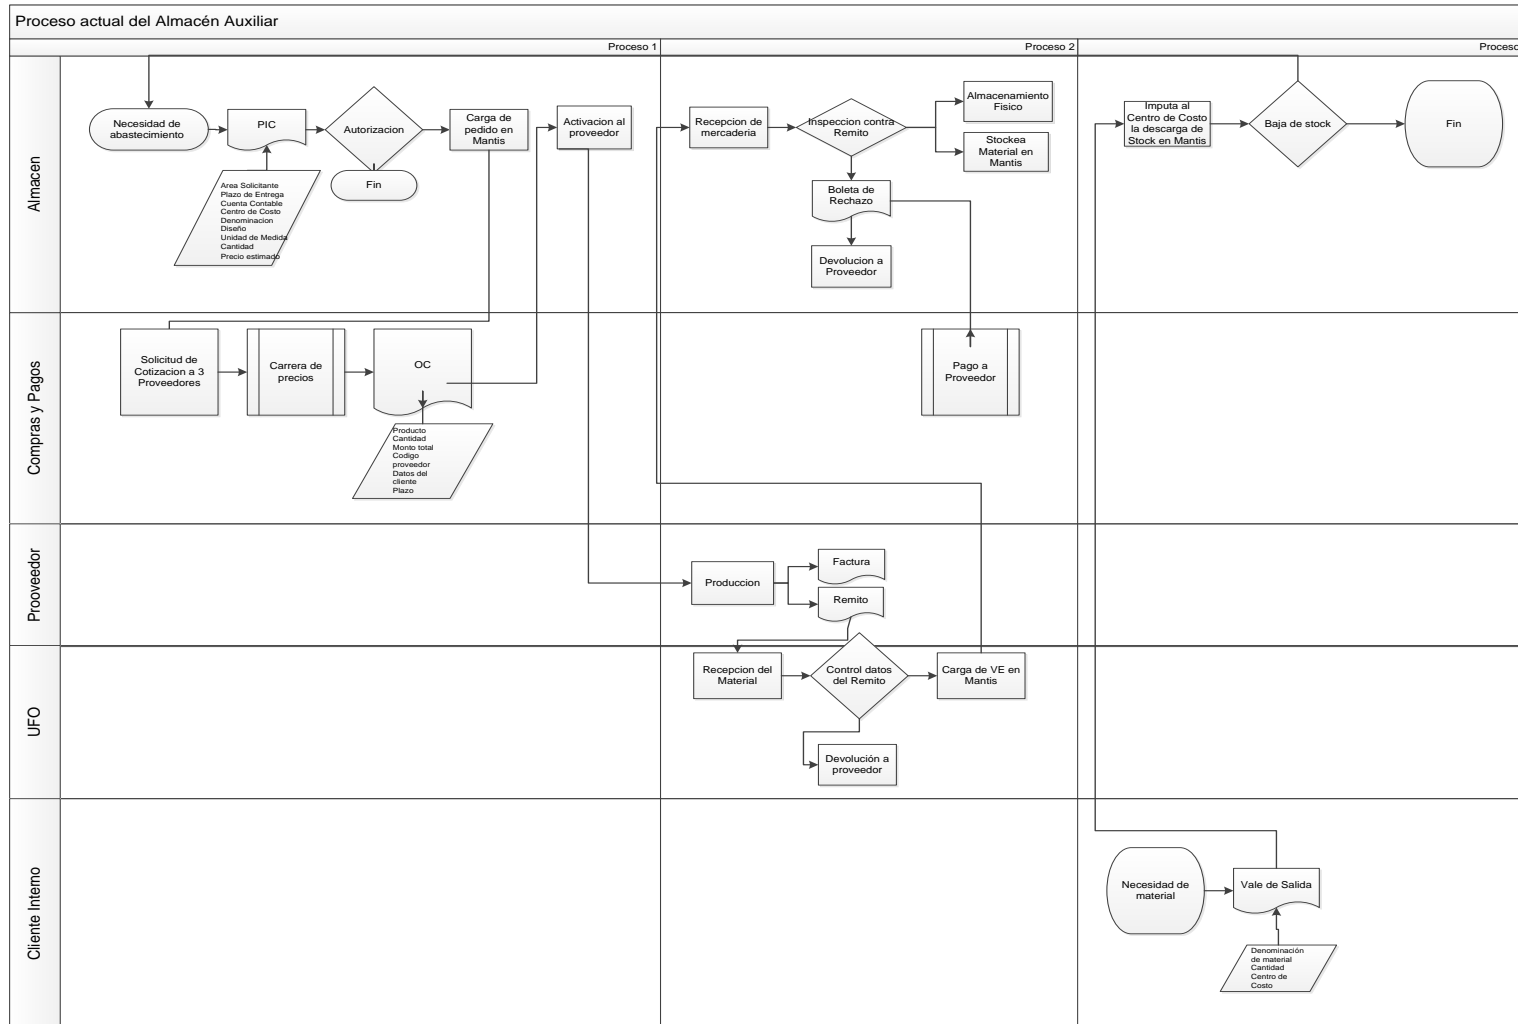 Proceso actual del Almacén Auxiliar
Proceso 1
Proceso 2
Proceso
Almacen
Necesidad de
abastecimiento
PIC
Autorizacion
Carga de
pedido en
Mantis
Activacion al
proveedor
Fin
Area Solicitante
Plazo de Entrega
Cuenta Contable
Centro de Costo
Denominacion
Diseño
Unidad de Medida
Cantidad
Precio estimado
Recepcion de
mercaderia
Inspeccion contra
Remito
Almacenamiento
Fisico
Stockea
Material en
Mantis
Boleta de
Rechazo
Devolucion a
Proveedor
Imputa al
Centro de Costo
la descarga de
Stock en Mantis
Baja de stock
Fin
Compras y Pagos
Solicitud de
Cotizacion a 3
Proveedores
Carrera de
precios
OC
Producto
Cantidad
Monto total
Codigo
proveedor
Datos del
cliente
Plazo
Pago a
Proveedor
Prooveedor
Produccion
Factura
Remito
UFO
Recepcion del
Material
Control datos
del Remito
Carga de VE en
Mantis
Devolución a
proveedor
Cliente Interno
Necesidad de
material
Vale de Salida
Denominación
de material
Cantidad
Centro de
Costo